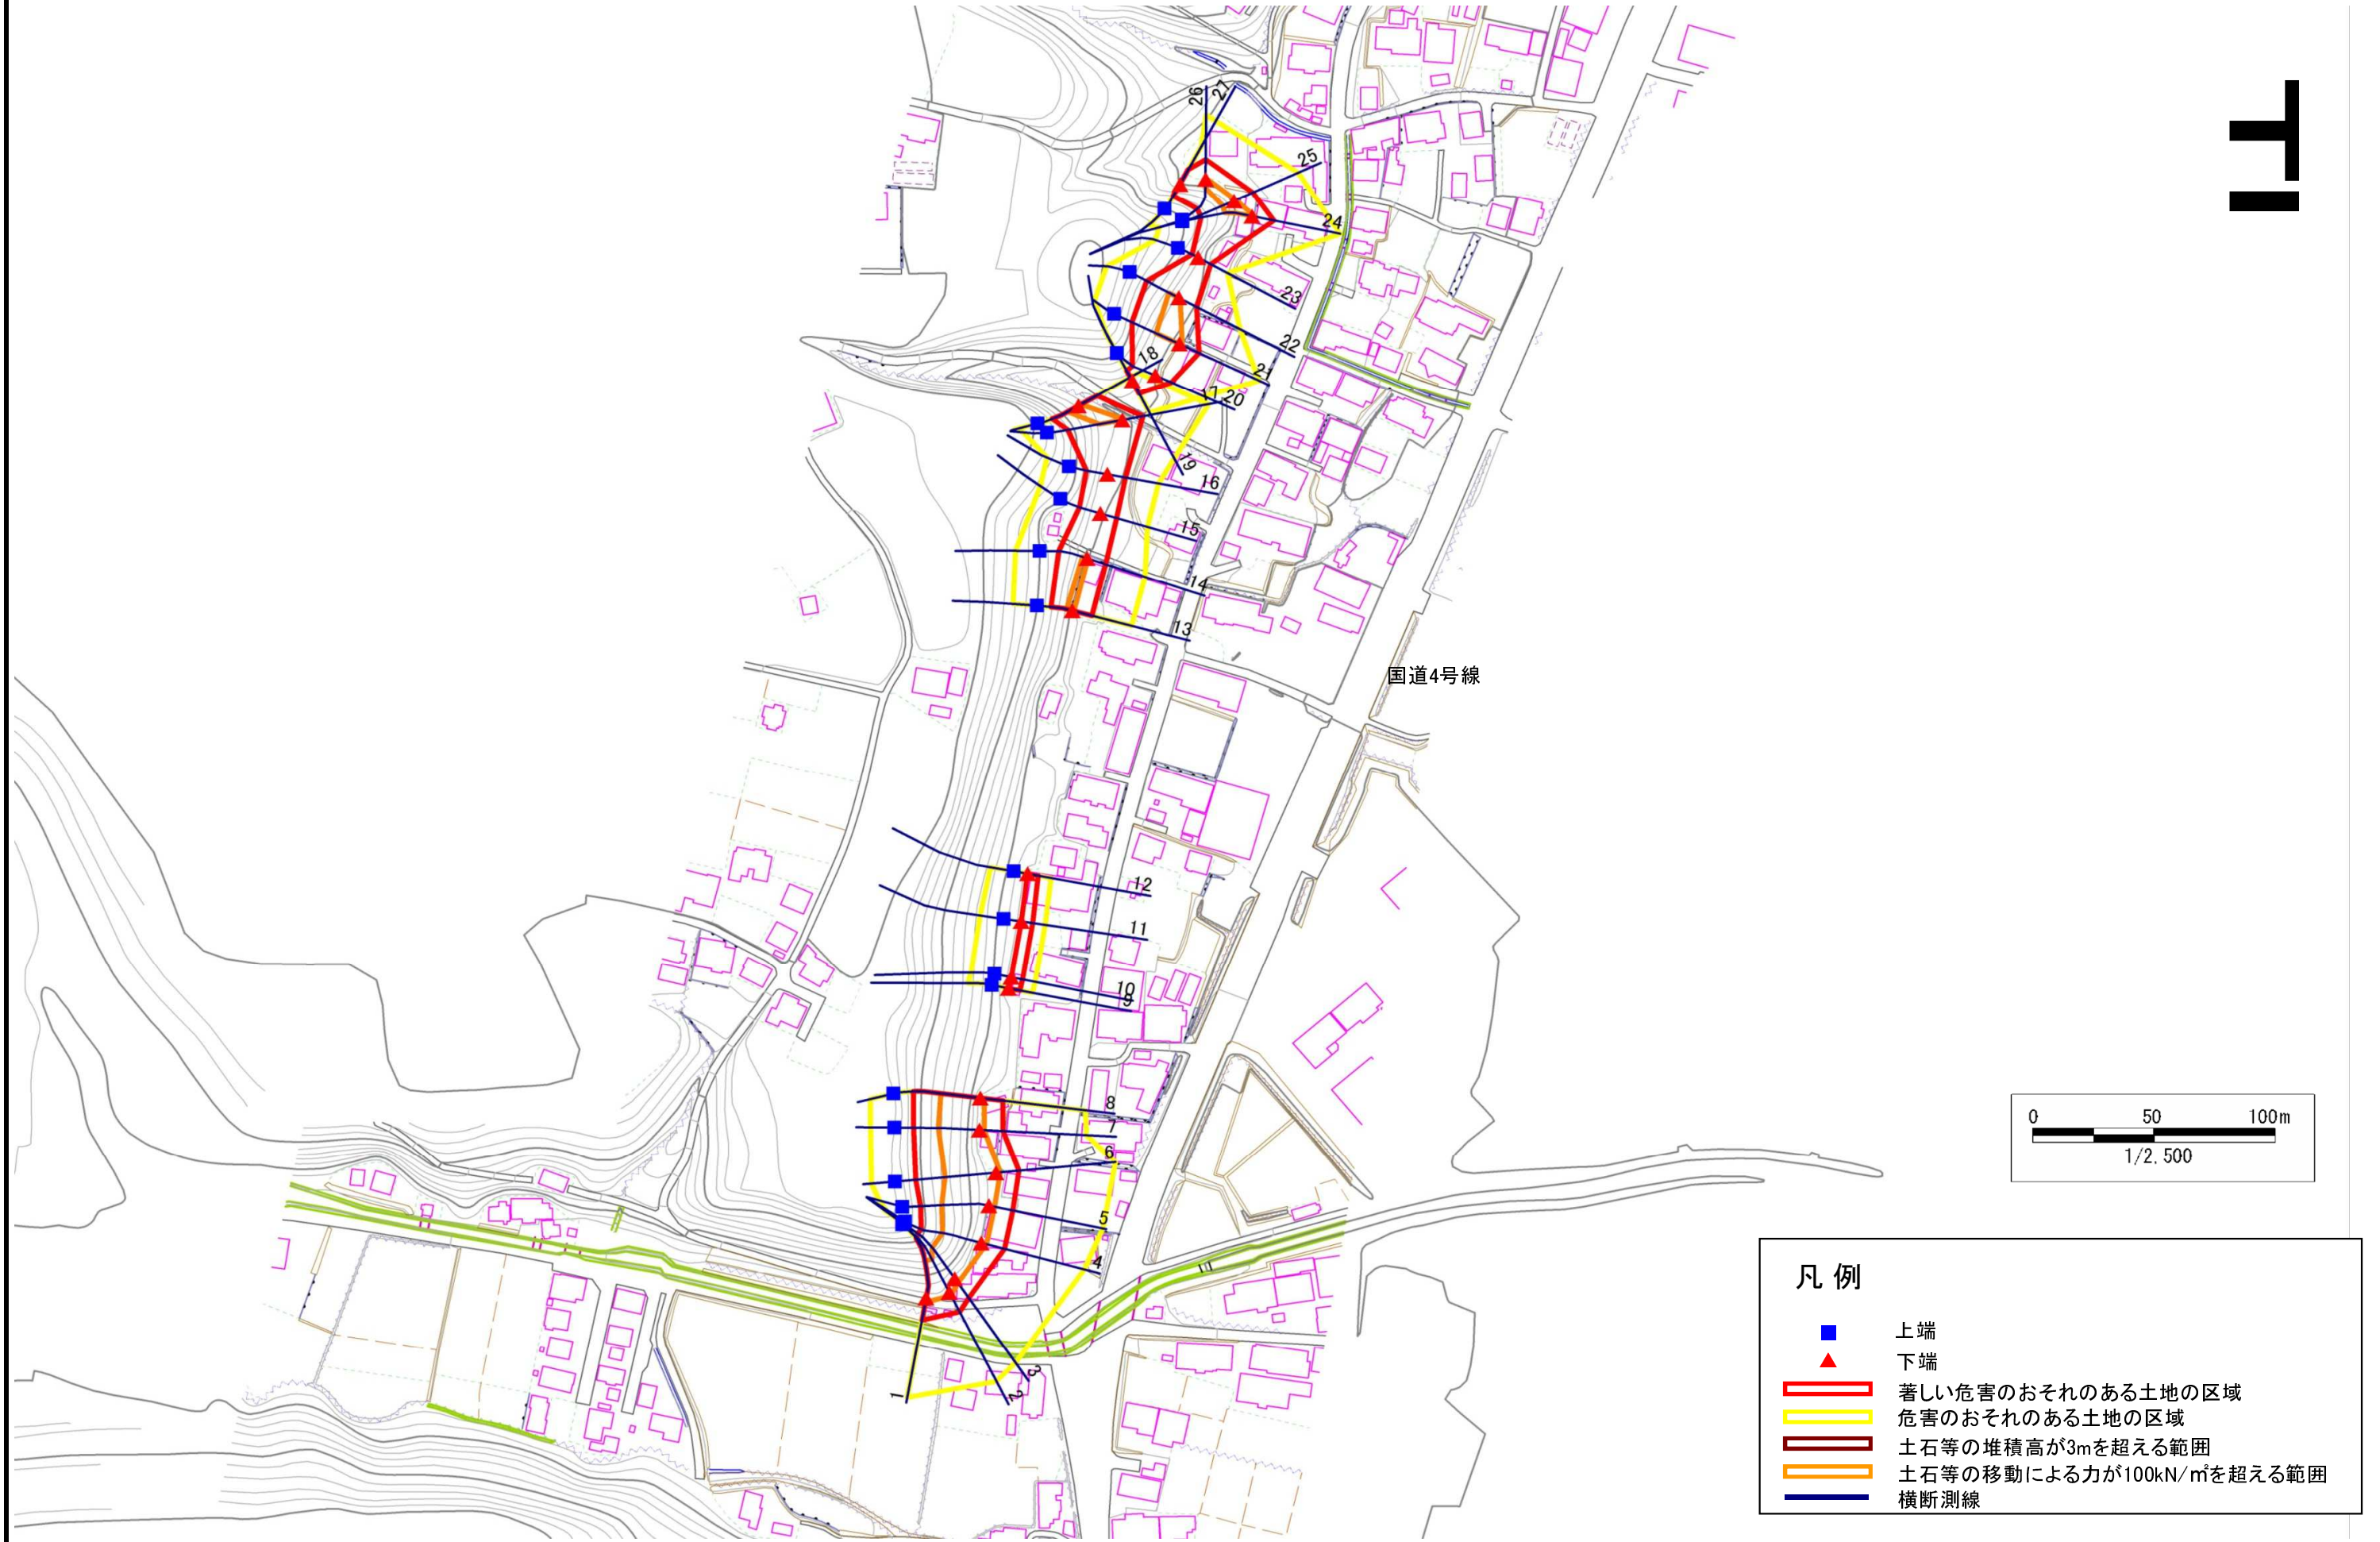 26
27
25
24
23
22
18
21
17
20
19
16
15
14
13
国道4号線
12
11
10
9
8
7
6
5
4
3
2
1
0 50 100m
1/2,500
凡 例
上端
下端
著しい危害のおそれのある土地の区域
危害のおそれのある土地の区域
土石等の堆積高が3mを超える範囲
土石等の移動による力が100kN/㎡を超える範囲
横断測線